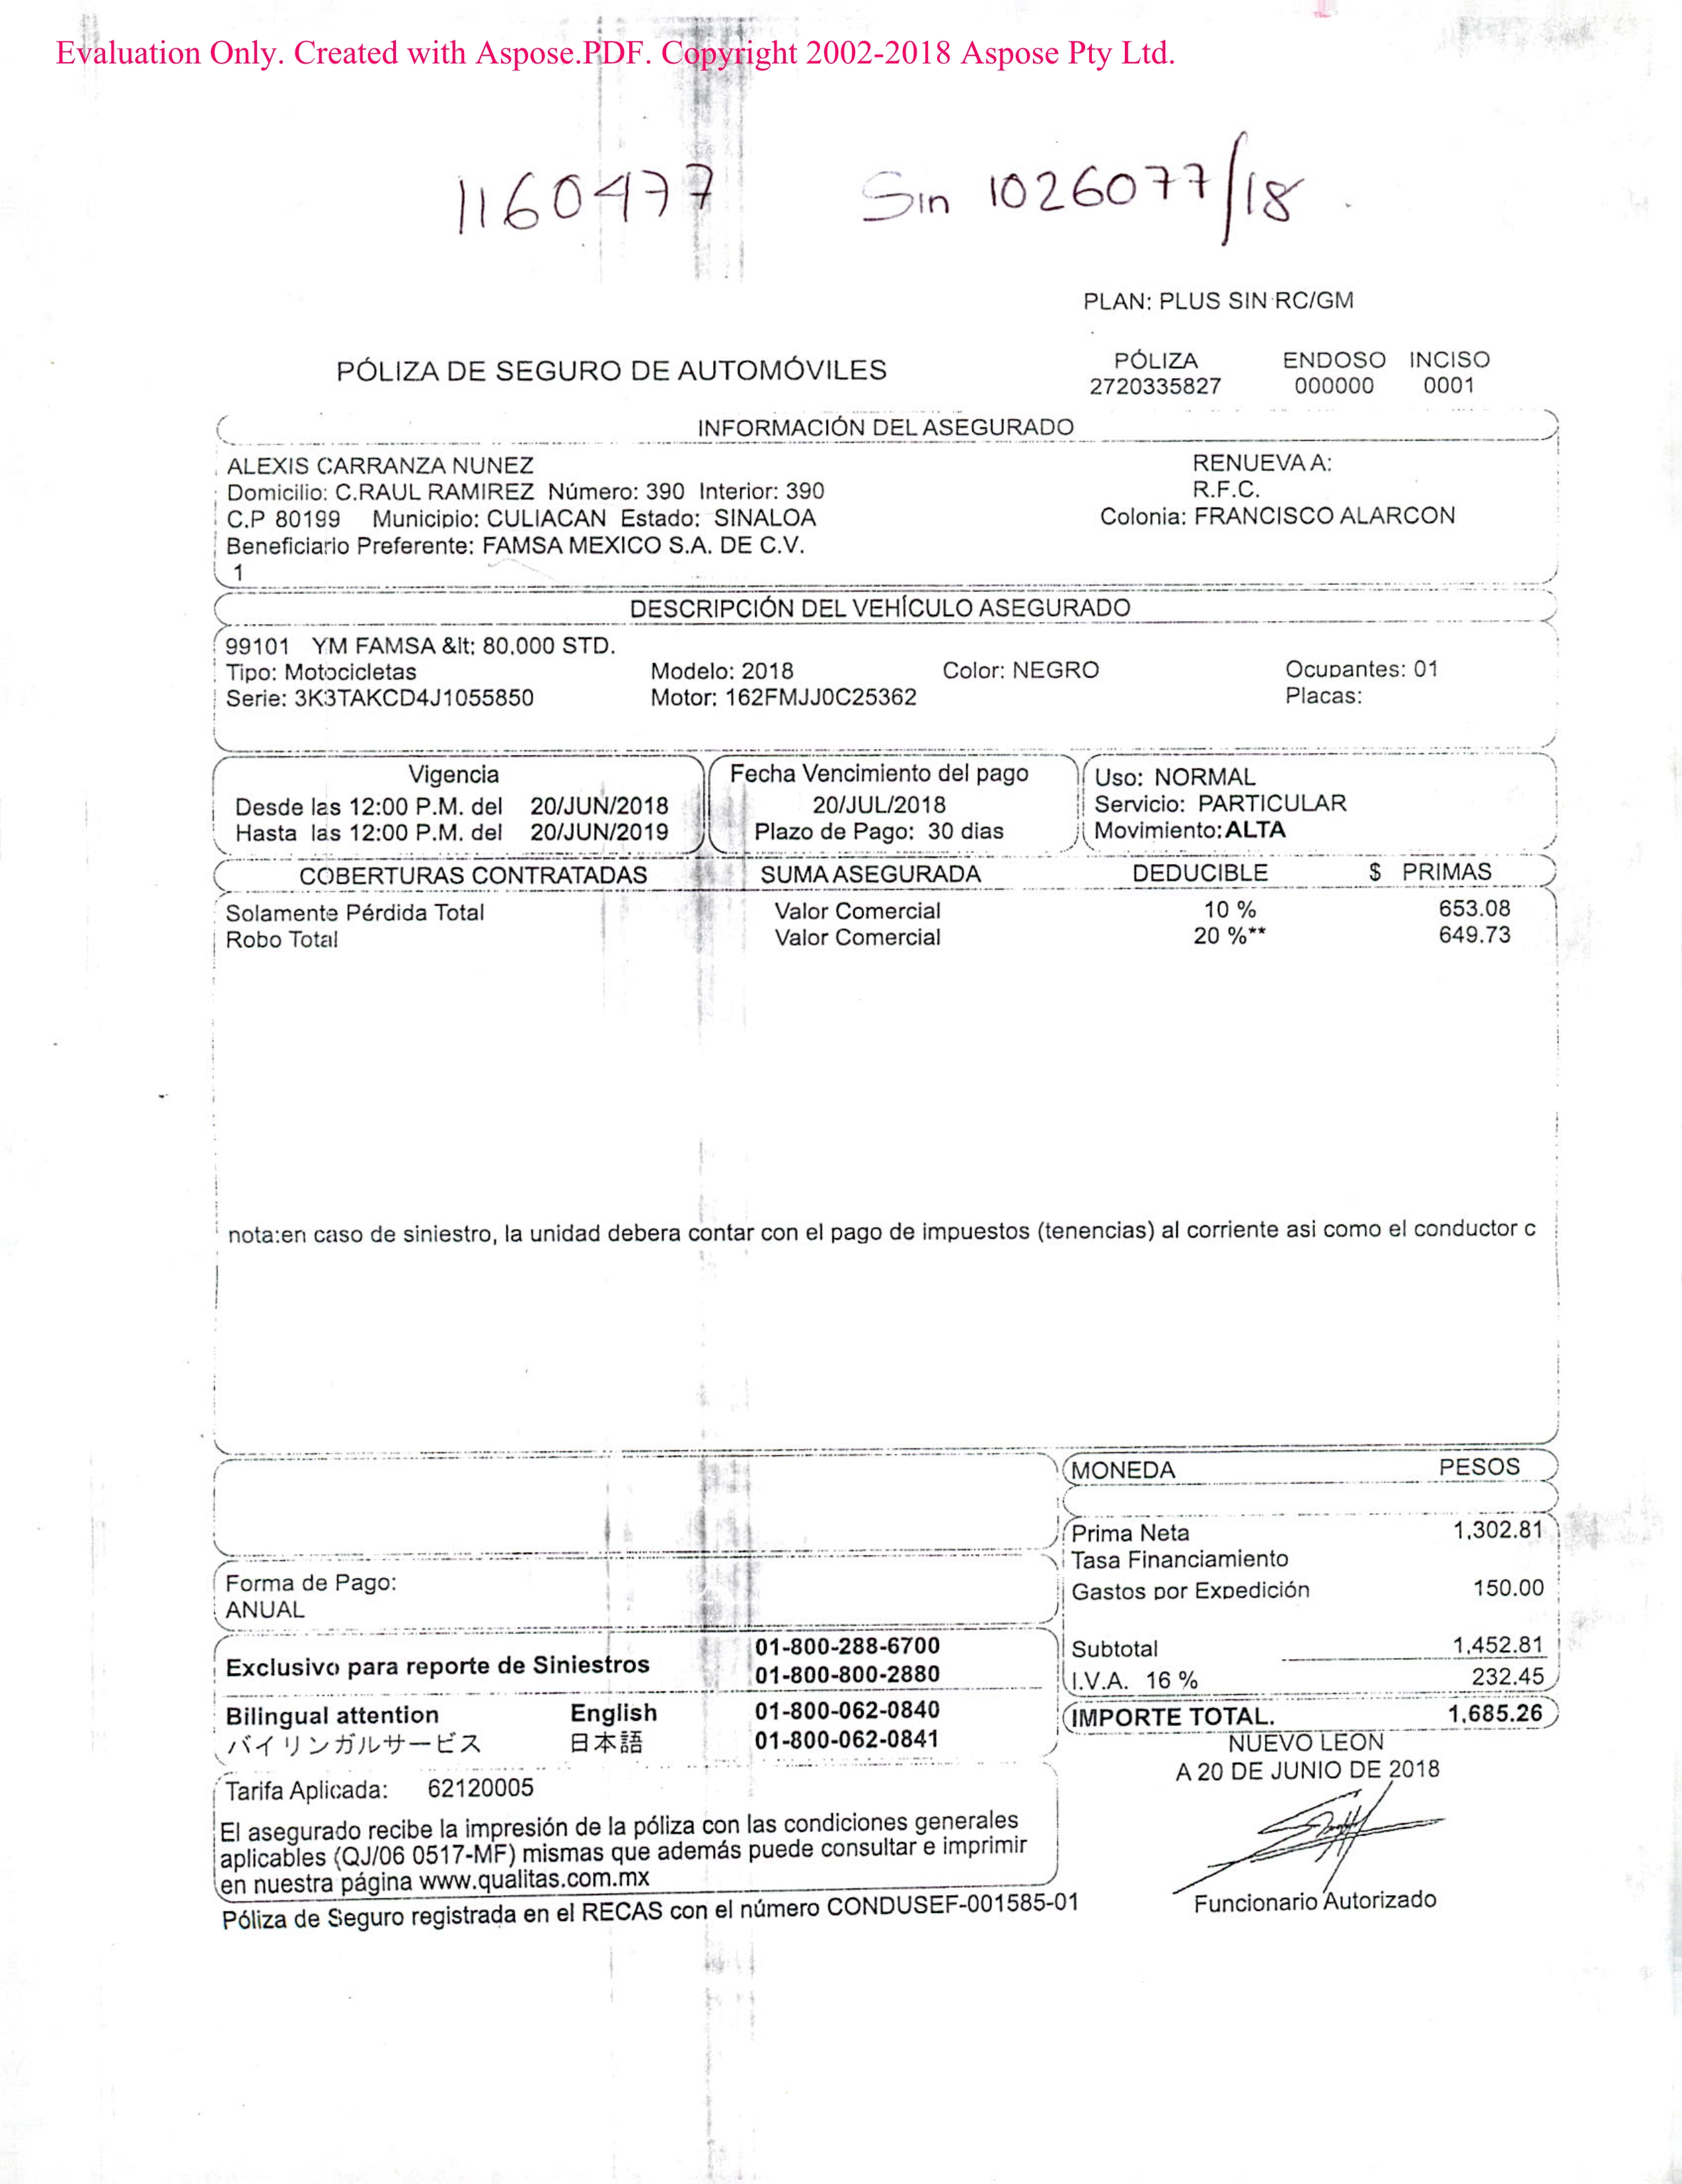 Evaluation Only. Created with Aspose.PDF. Copyright 2002-2018 Aspose Pty Ltd.
1160477 Sin 1026077/18
PLAN: PLUS SIN RC/GM
PÓLIZA DE SEGURO DE AUTOMÓVILES
PÓLIZA ENDOSO INCISO
2720335827 000000 0001
INFORMACIÓN DEL ASEGURADO
ALEXIS CARRANZA NUNEZ RENUEVA A:
Domicilio: C.RAUL RAMIREZ Número: 390 Interior: 390 R.F.C.
C.P 80199 Municipio: CULIACAN Estado: SINALOA Colonia: FRANCISCO ALARCON
Beneficiario Preferente: FAMSA MEXICO S.A. DE C.V.
1
DESCRIPCIÓN DEL VEHÍCULO ASEGURADO
99101 YM FAMSA &lt; 80,000 STD.
Tipo: Motocicletas Modelo: 2018 Color: NEGRO Ocupantes: 01
Serie: 3K3TAKCD4J1055850 Motor: 162FMJJ0C25362 Placas:
Vigencia
Desde las 12:00 P.M. del 20/JUN/2018
Hasta las 12:00 P.M. del 20/JUN/2019
Fecha Vencimiento del pago
20/JUL/2018
Plazo de Pago: 30 dias
Uso: NORMAL
Servicio: PARTICULAR
Movimiento: ALTA
COBERTURAS CONTRATADAS SUMA ASEGURADA DEDUCIBLE $ PRIMAS
Solamente Pérdida Total Valor Comercial 10 % 653.08
Robo Total Valor Comercial 20 %** 649.73
nota:en caso de siniestro, la unidad debera contar con el pago de impuestos (tenencias) al corriente asi como el conductor c
MONEDA PESOS
Prima Neta 1,302.81
Tasa Financiamiento
Gastos por Expedición 150.00
Subtotal 1,452.81
I.V.A. 16 % 232.45
IMPORTE TOTAL. 1,685.26
Forma de Pago:
ANUAL
Exclusivo para reporte de Siniestros 01-800-288-6700
01-800-800-2880
Bilingual attention English 01-800-062-0840
バイリンガルサービス 日本語 01-800-062-0841
NUEVO LEON
A 20 DE JUNIO DE 2018
Tarifa Aplicada: 62120005
El asegurado recibe la impresión de la póliza con las condiciones generales
aplicables (QJ/06 0517-MF) mismas que además puede consultar e imprimir
en nuestra página www.qualitas.com.mx
Póliza de Seguro registrada en el RECAS con el número CONDUSEF-001585-01
Funcionario Autorizado